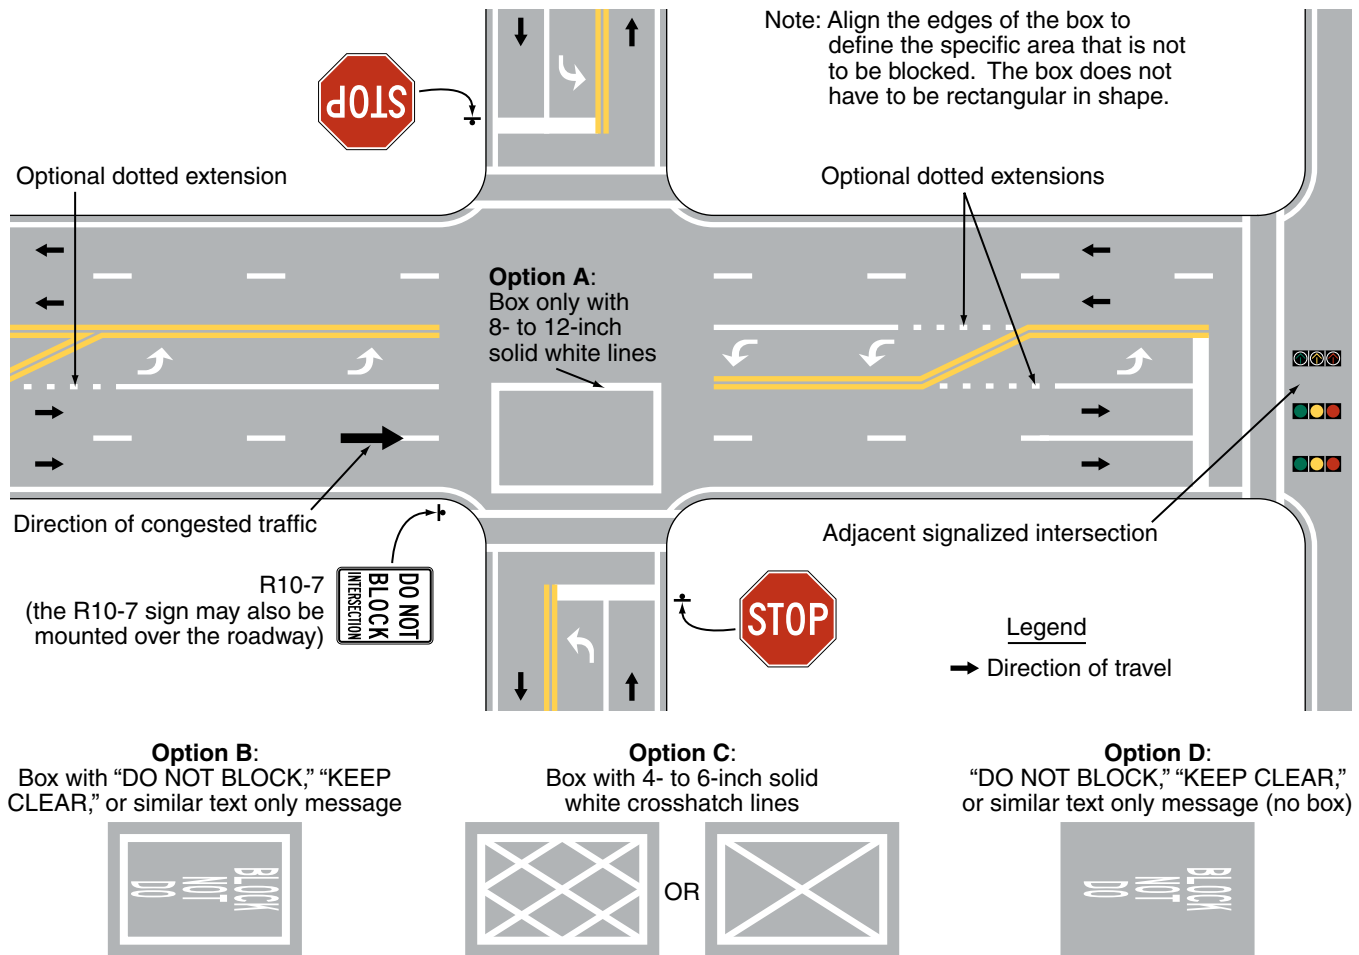 Note: Align the edges of the box to
define the specific area that is not
to be blocked. The box does not
have to be rectangular in shape.
STOP
Optional dotted extension
Optional dotted extensions
Option A:
Box only with
8- to 12-inch
solid white lines
Direction of congested traffic
Adjacent signalized intersection
R10-7
(the R10-7 sign may also be
mounted over the roadway)
DO NOT
BLOCK
INTERSECTION
STOP
Legend
Direction of travel
Option B:
Box with “DO NOT BLOCK,” “KEEP
CLEAR,” or similar text only message
DO
NOT
BLOCK
Option C:
Box with 4- to 6-inch solid
white crosshatch lines
OR
Option D:
“DO NOT BLOCK,” “KEEP CLEAR,”
or similar text only message (no box)
DO
NOT
BLOCK